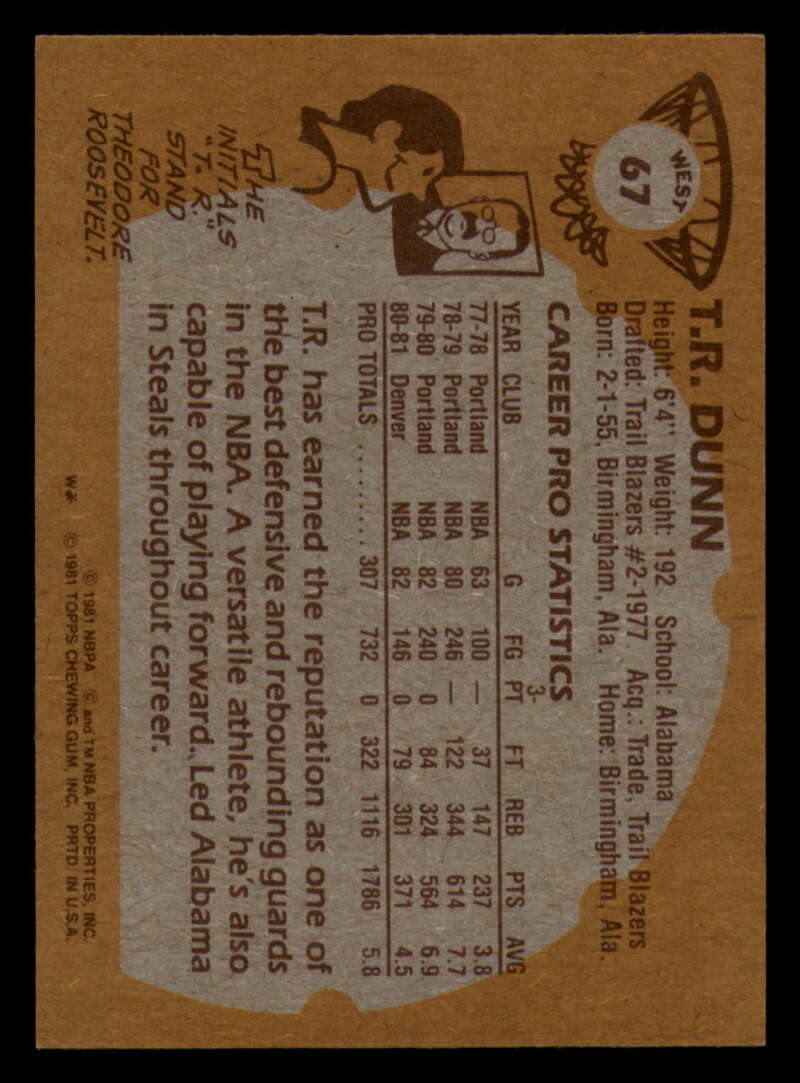 WEST
67
T.R. DUNN
Height: 6'4" Weight: 192 School: Alabama
Drafted: Trail Blazers #2-1977. Acq.: Trade, Trail Blazers
Born: 2-1-55, Birmingham, Ala. Home: Birmingham, Ala.
CAREER PRO STATISTICS
3-
YEAR CLUB G FG PT FT REB PTS AVG
77-78 Portland NBA 63 100 — 37 147 237 3.8
78-79 Portland NBA 80 246 — 122 344 614 7.7
79-80 Portland NBA 82 240 0 84 324 564 6.9
80-81 Denver NBA 82 146 0 79 301 371 4.5
PRO TOTALS ......... 307 732 0 322 1116 1786 5.8
THE
INITIALS
"T. R."
STAND
FOR
THEODORE
ROOSEVELT.
T.R. has earned the reputation as one of
the best defensive and rebounding guards
in the NBA. A versatile athlete, he's also
capable of playing forward. Led Alabama
in Steals throughout career.
© 1981 NBPA © and TM NBA PROPERTIES, INC.
W* © 1981 TOPPS CHEWING GUM, INC. PRTD. IN U.S.A.